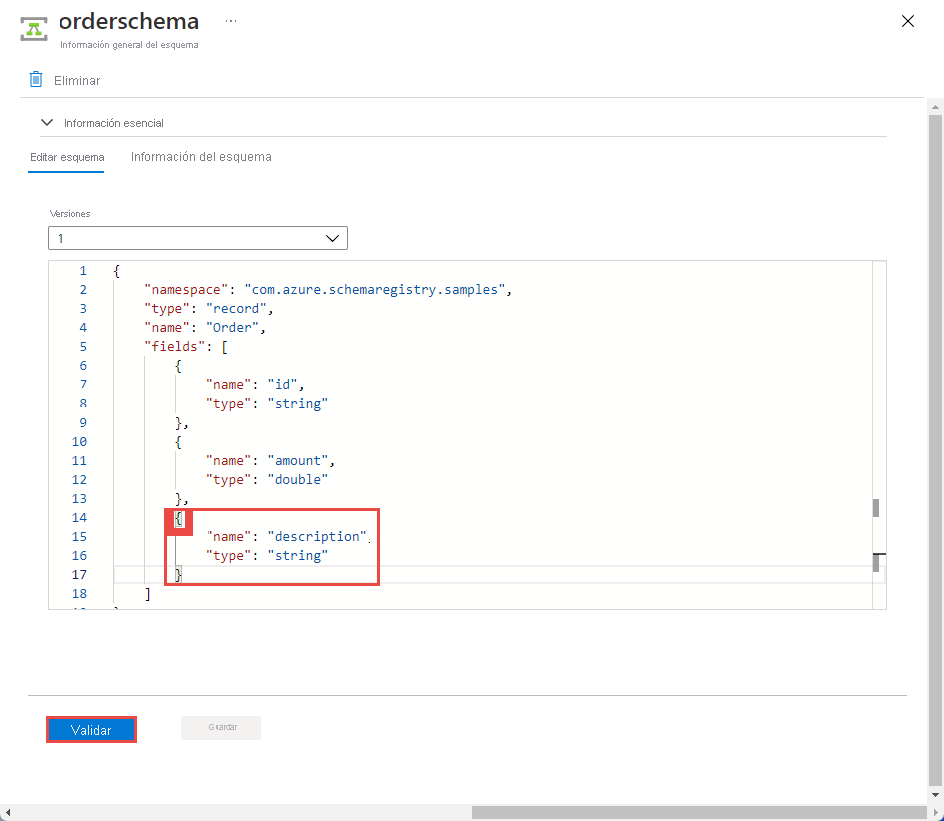 orderschema ...
Información general del esquema
Eliminar
Información esencial
Editar esquema Información del esquema
Versiones
1
1 {
2 "namespace": "com.azure.schemaregistry.samples",
3 "type": "record",
4 "name": "Order",
5 "fields": [
6 {
7 "name": "id",
8 "type": "string"
9 },
10 {
11 "name": "amount",
12 "type": "double"
13 },
14 {
15 "name": "description",
16 "type": "string"
17 }
18 ]
Validar Guardar